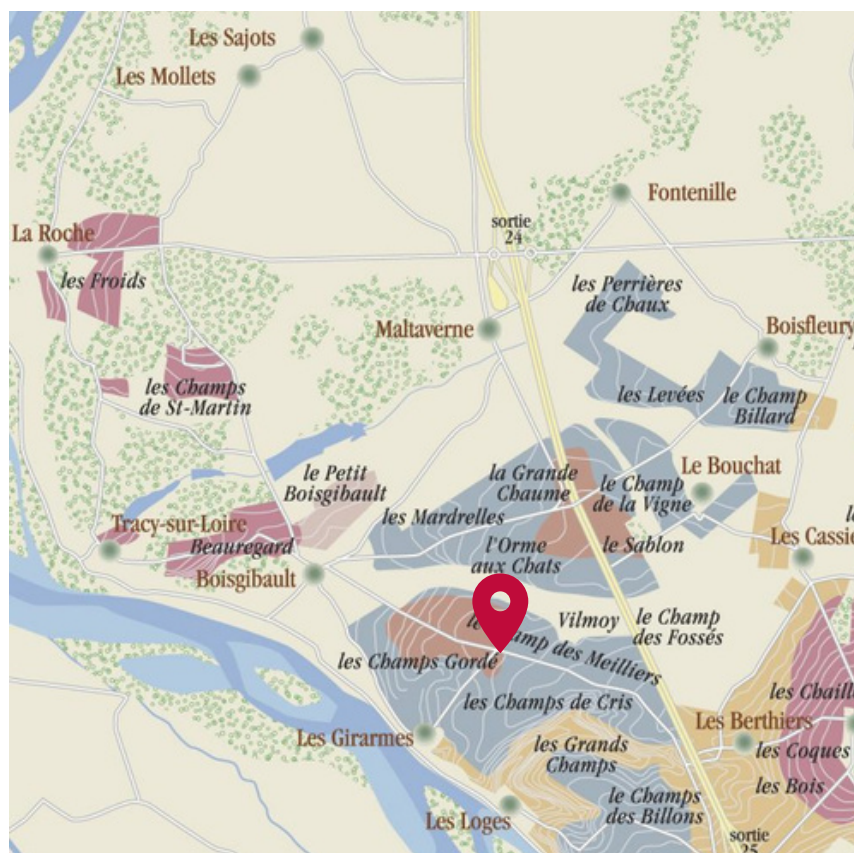 Les Sajots
Les Mollets
Fontenille
sortie
24
La Roche
les Froids
les Perrières
de Chaux
Maltaverne
Boisfleury
les Champs
de St-Martin
les Levées
le Champ
Billard
le Petit
Boisgibault
la Grande
Chaume
le Champ
de la Vigne
Le Bouchat
les Mardrelles
Tracy-sur-Loire
Beauregard
l'Orme
aux Chats
le Sablon
Les Cassie
Boisgibault
Vilmoy
le Champ
des Fossés
des Meilliers
les Champs Gordé
les Champs de Cris
les Chaill
Les Girarmes
les Grands
Champs
Les Berthiers
les Coques
les Bois
le Champs
des Billons
Les Loges
sortie
25